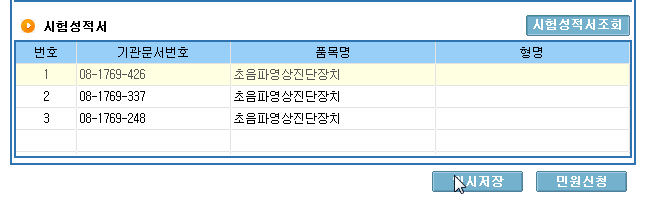 시험성적서
시험성적서조회
번호 기관문서번호 품목명 형명
1 08-1769-426 초음파영상진단장치
2 08-1769-337 초음파영상진단장치
3 08-1769-248 초음파영상진단장치
민원신청